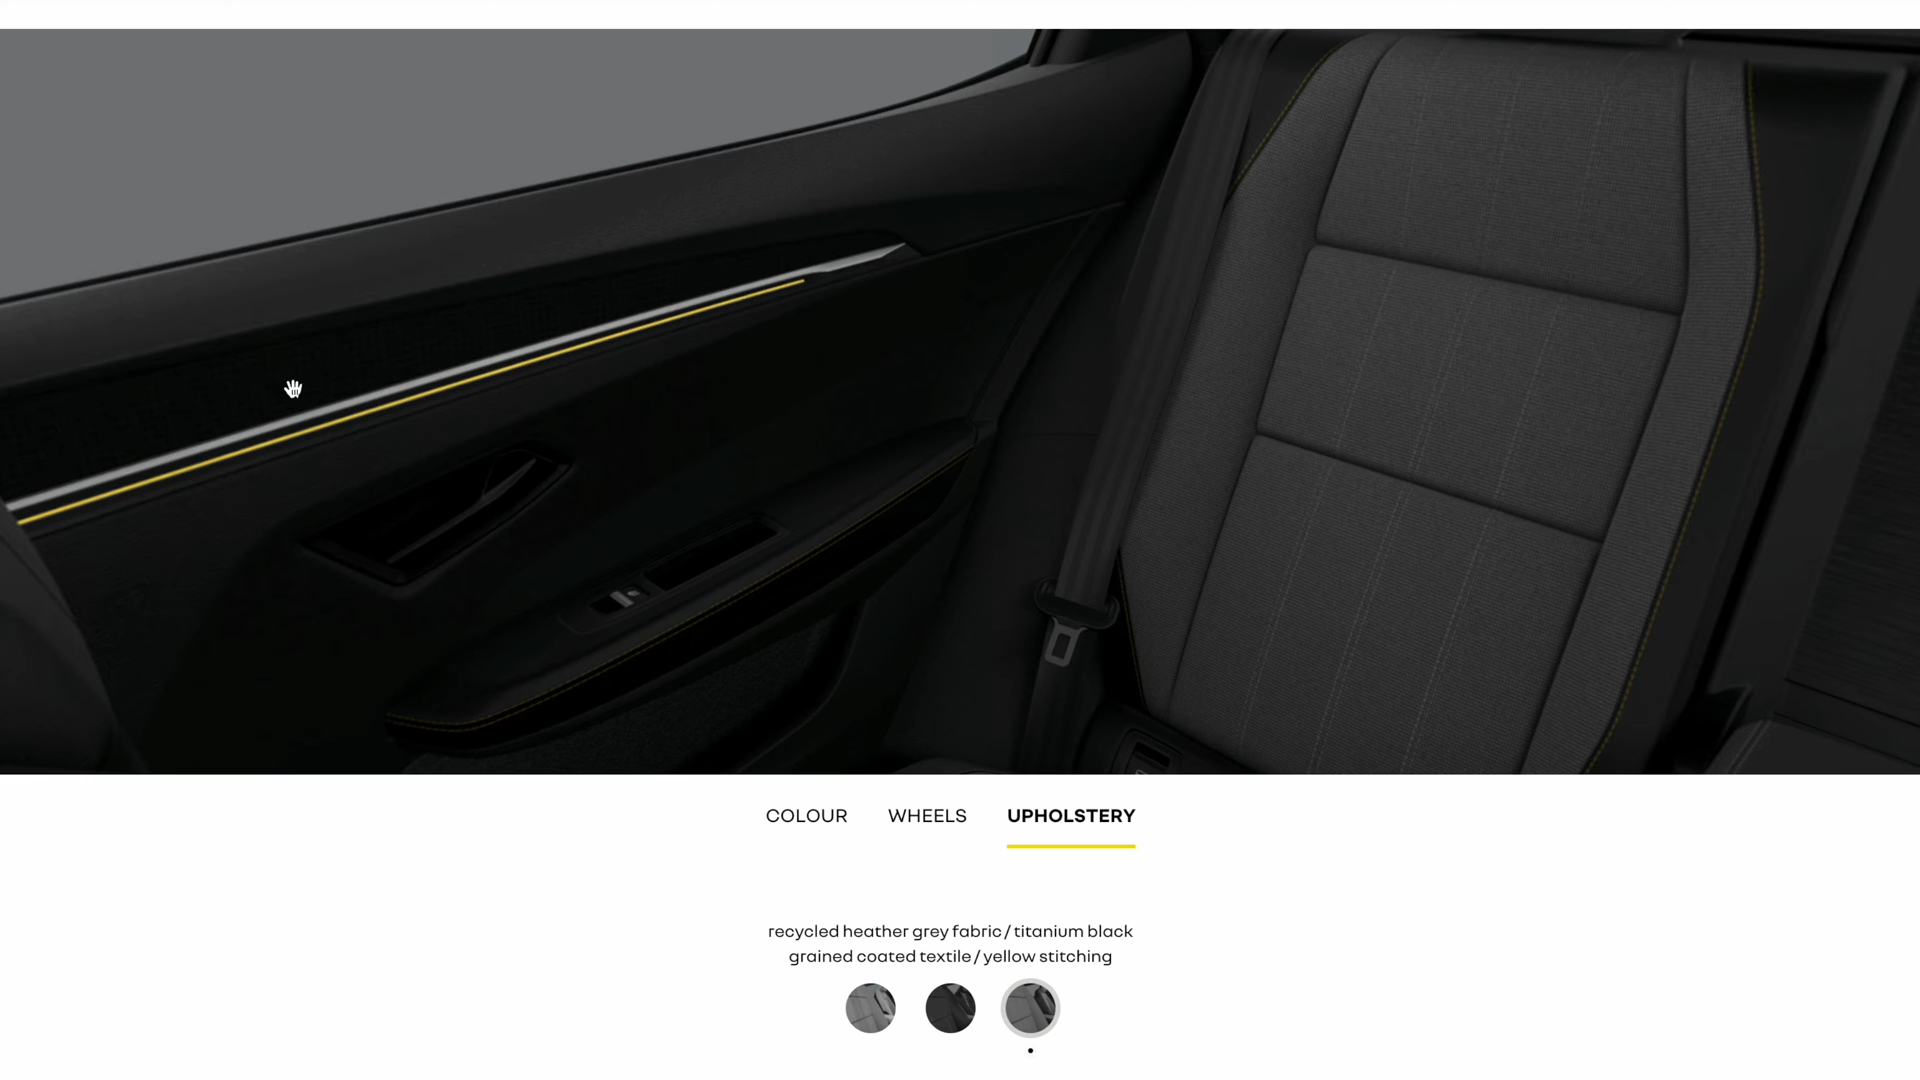 COLOUR WHEELS UPHOLSTERY
recycled heather grey fabric / titanium black
grained coated textile / yellow stitching